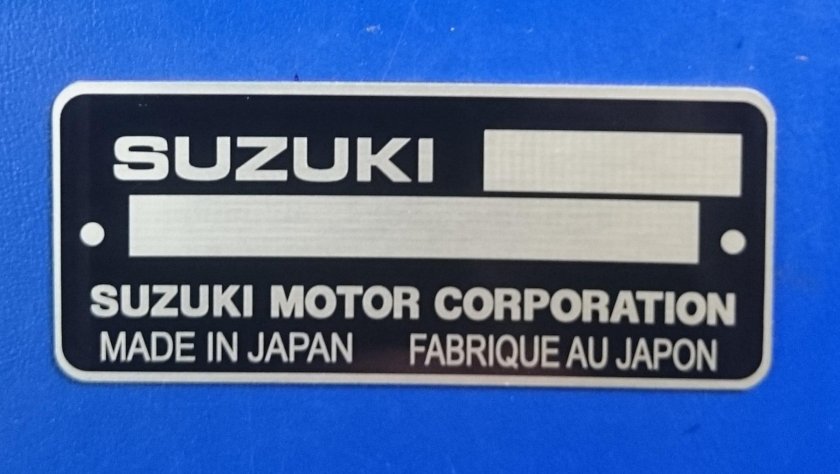 SUZUKI
SUZUKI MOTOR CORPORATION
MADE IN JAPAN FABRIQUE AU JAPON